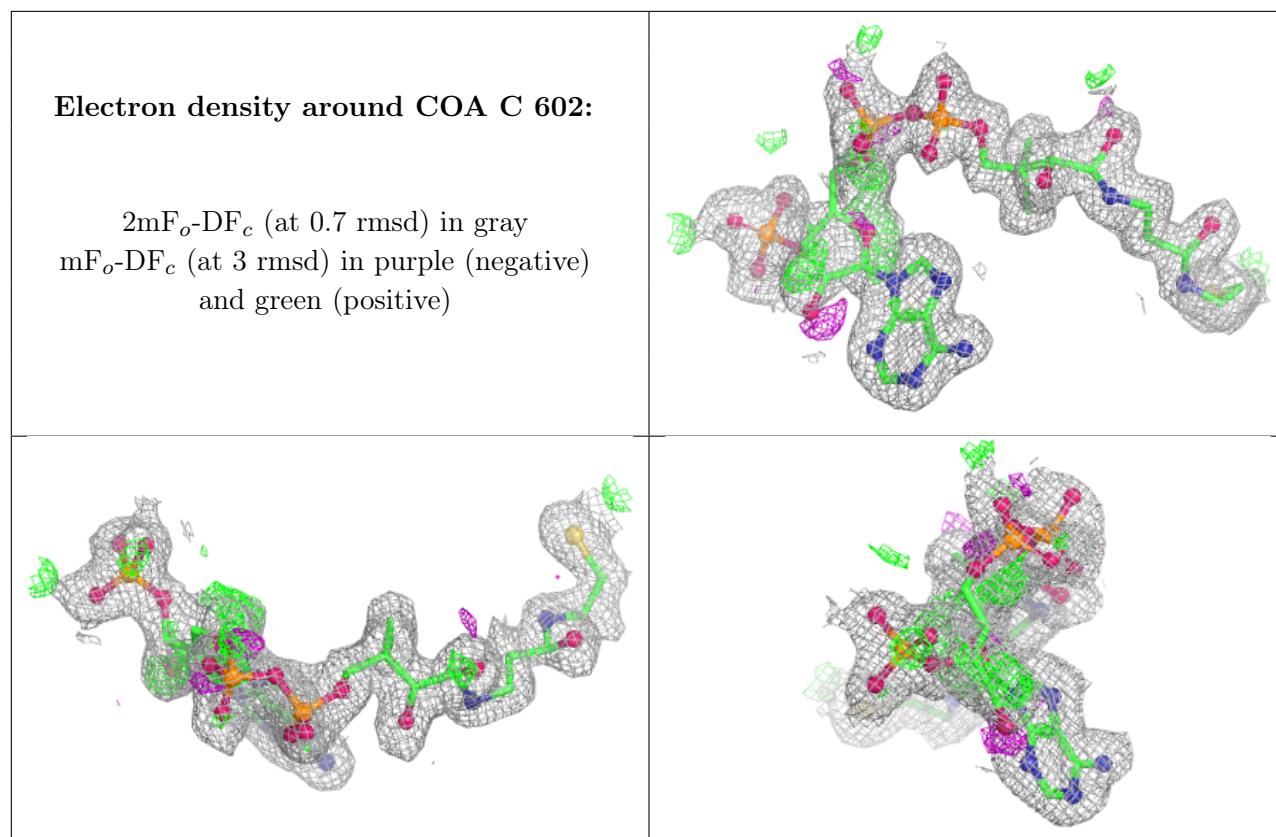 Electron density around COA C 602:
2mFₒ-DF𝒸 (at 0.7 rmsd) in gray
mFₒ-DF𝒸 (at 3 rmsd) in purple (negative)
and green (positive)